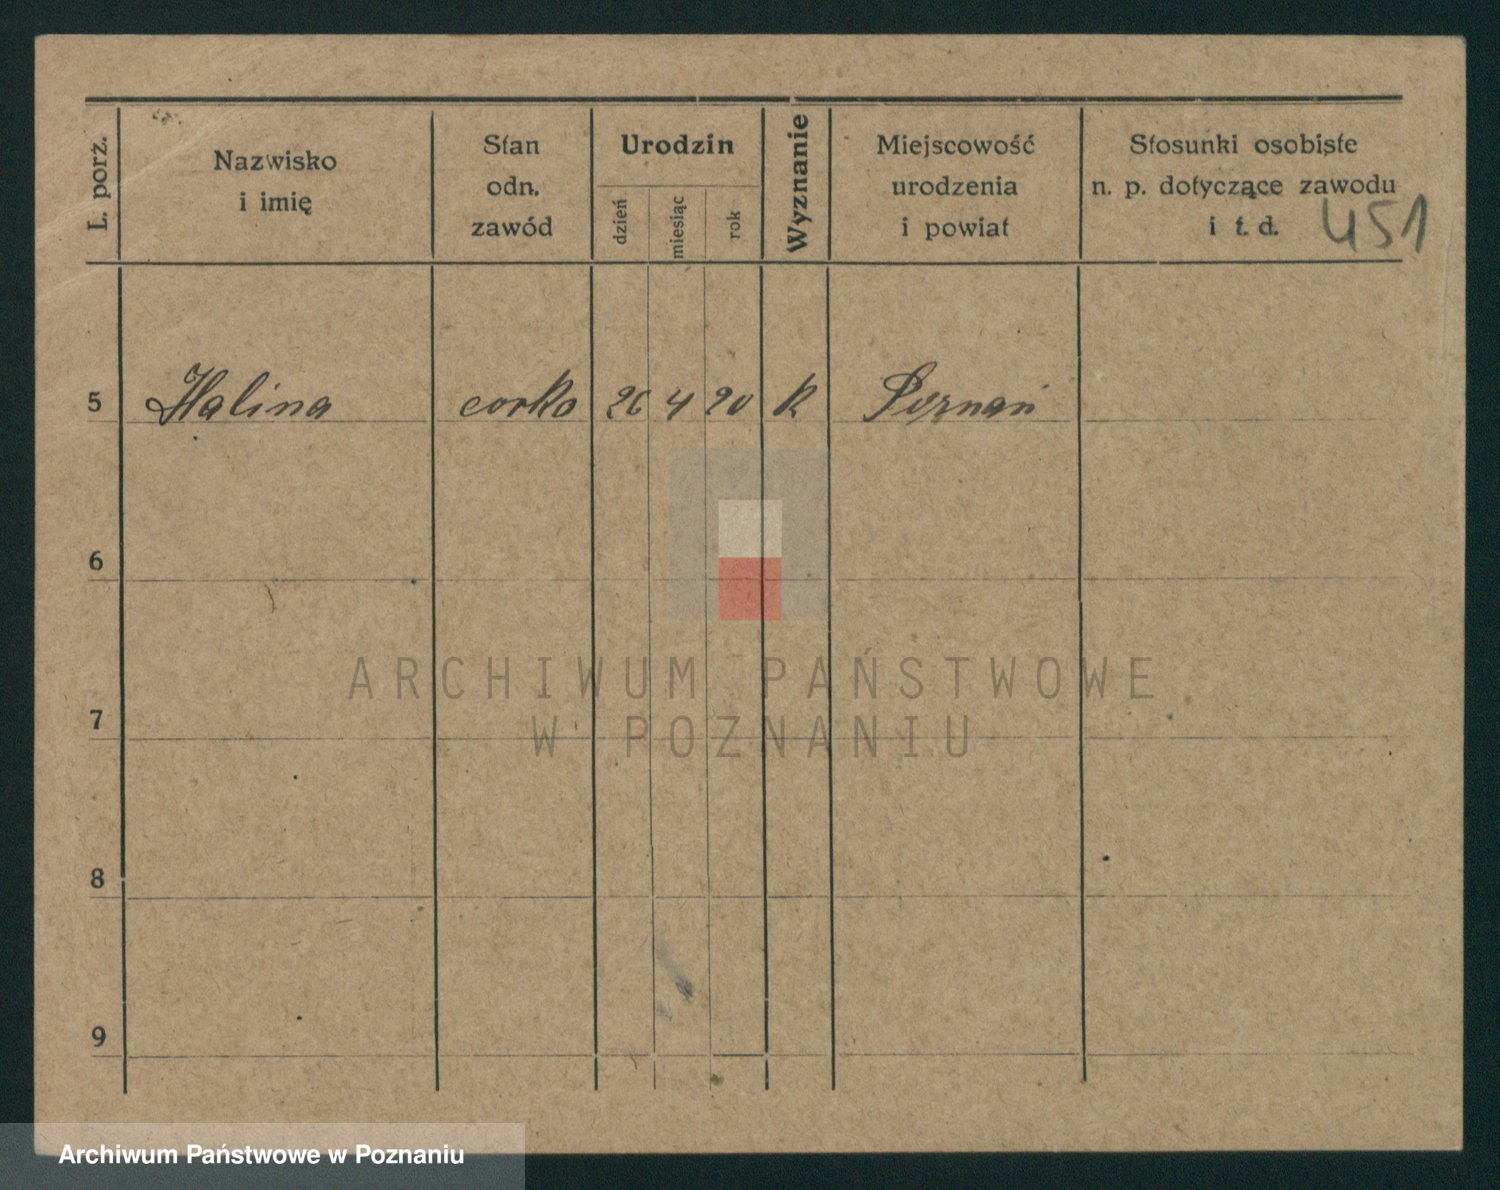 L. porz.
Nazwisko
i imię
Stan
odn.
zawód
Urodzin
dzień
miesiąc
rok
Wyznanie
Miejscowość
urodzenia
i powiat
Stosunki osobiste
n. p. dotyczące zawodu
i t. d.
451
5 Halina corka 26 4 20 k Poznań
6
7
8
9
ARCHIWUM PAŃSTWOWE
W POZNANIU
Archiwum Państwowe w Poznaniu